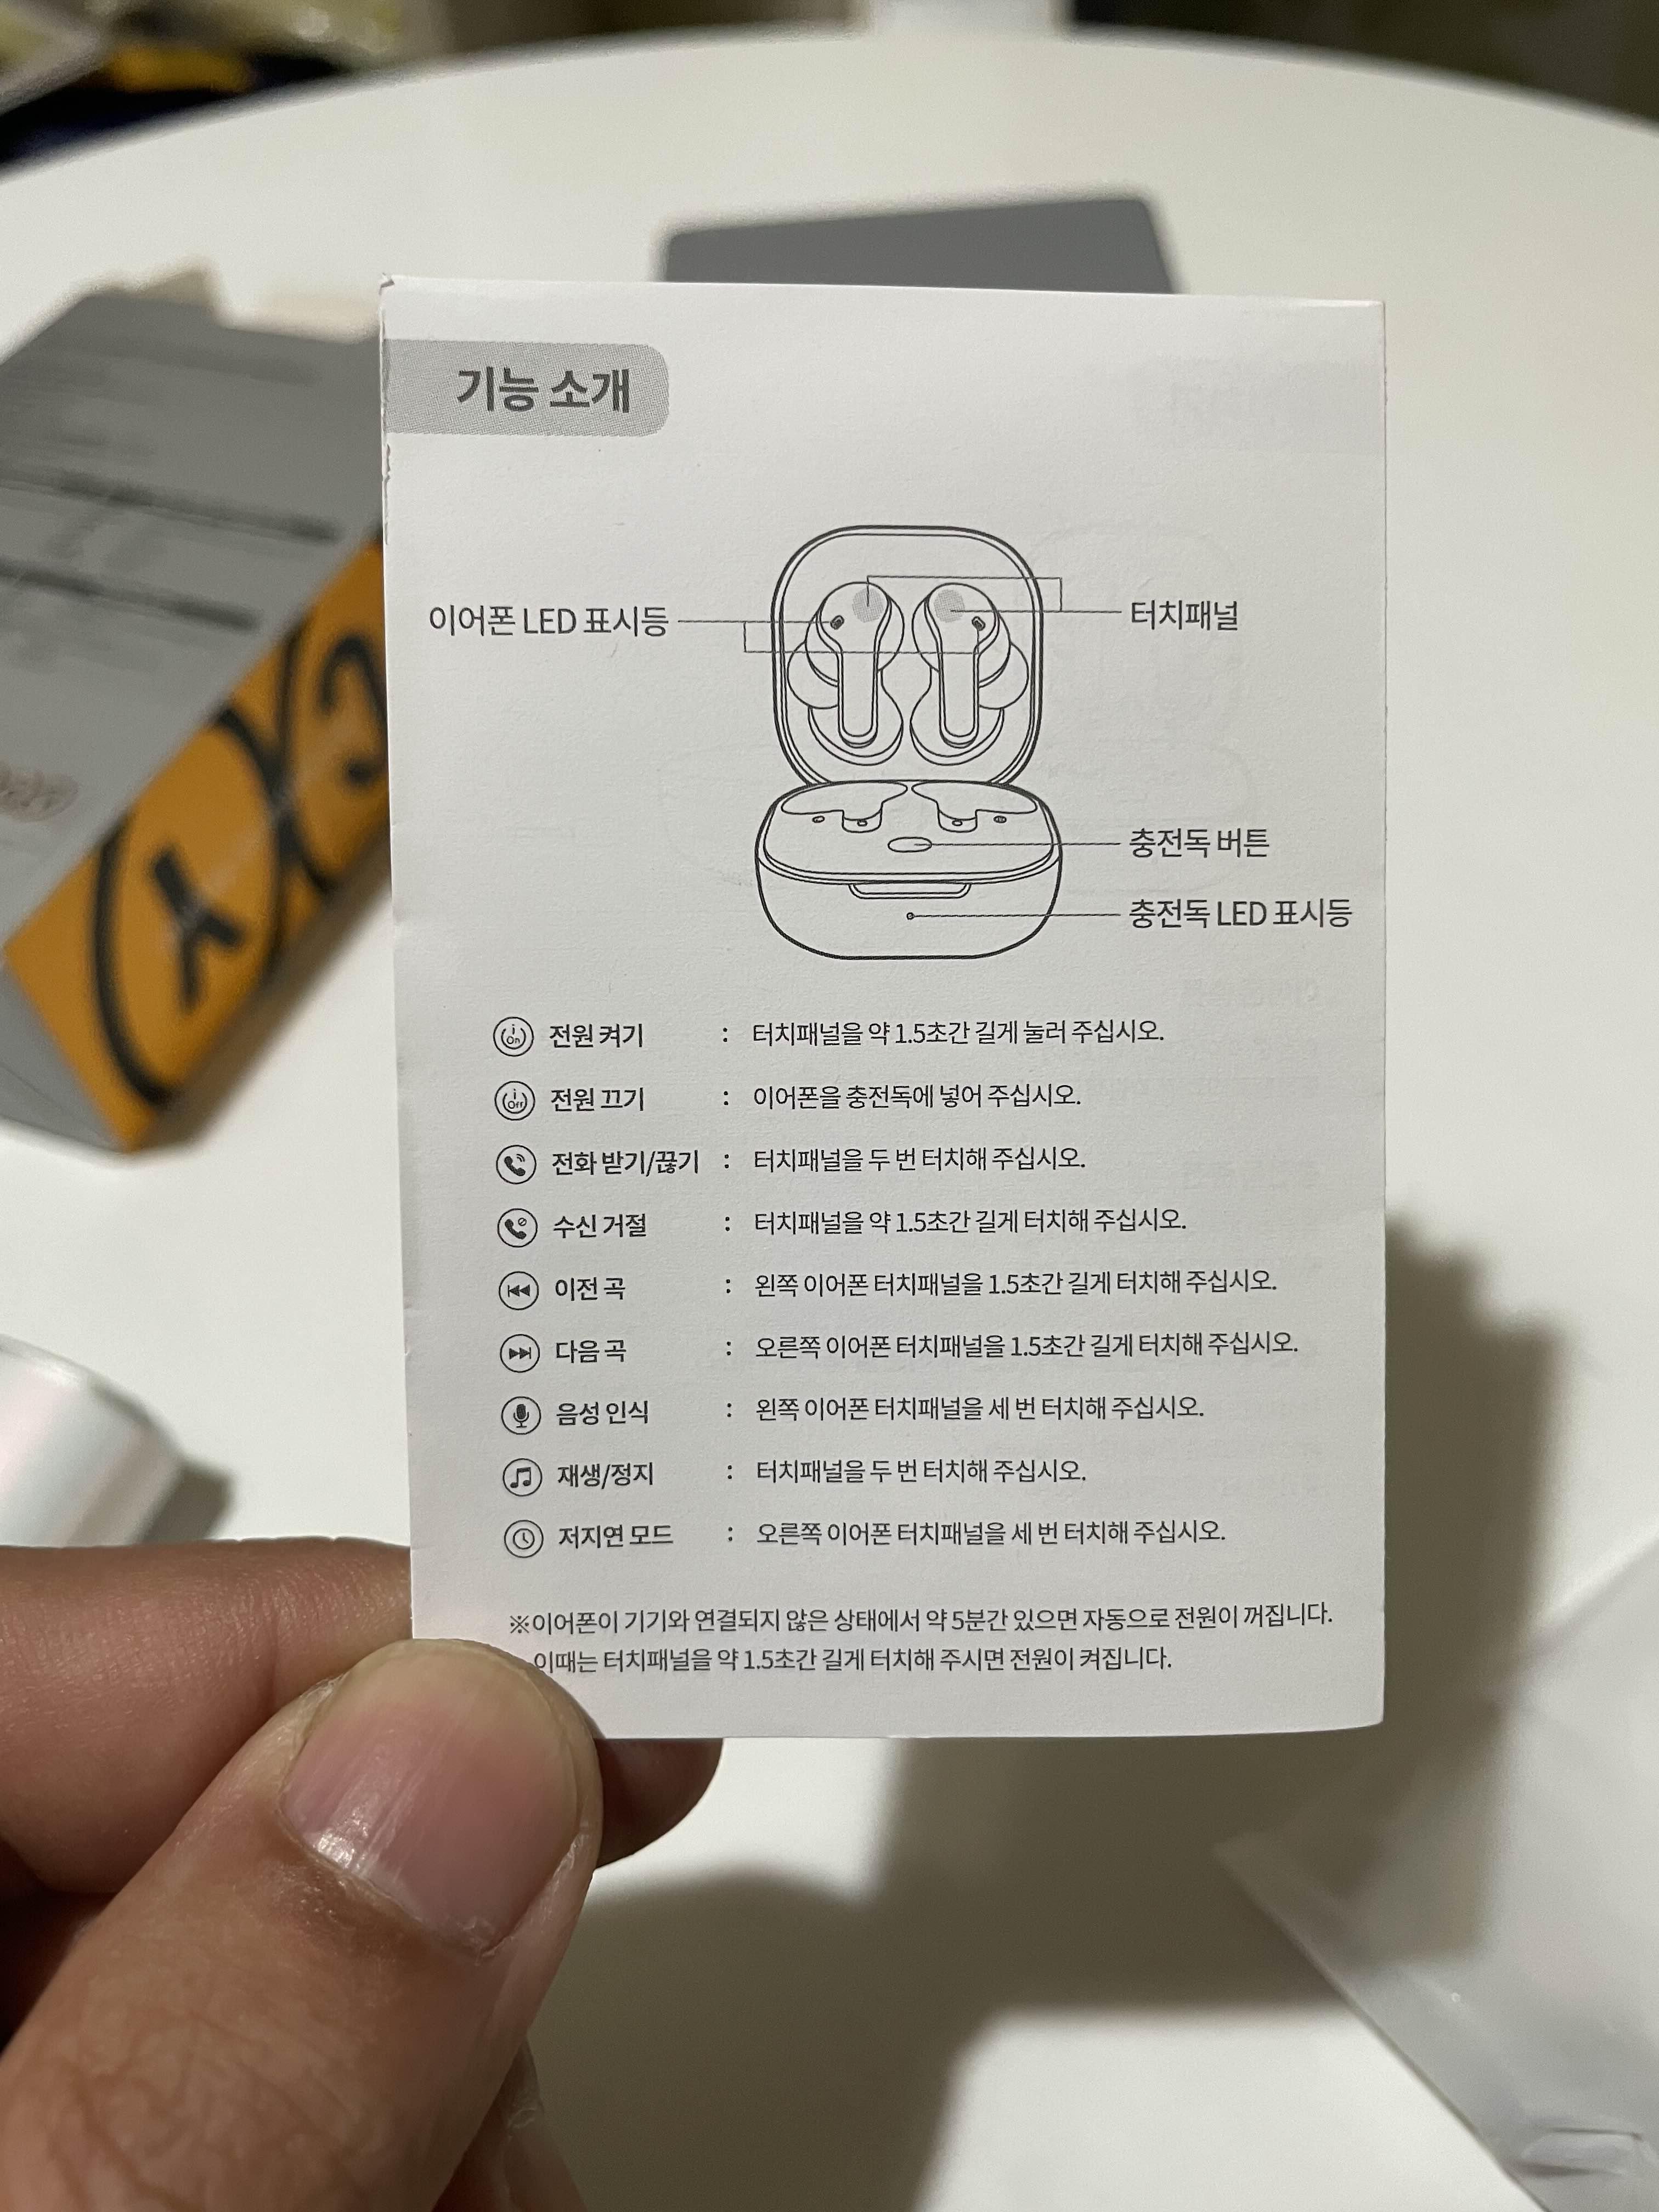 기능 소개
이어폰 LED 표시등
터치패널
충전독 버튼
충전독 LED 표시등
전원 켜기 : 터치패널을 약 1.5초간 길게 눌러 주십시오.
전원 끄기 : 이어폰을 충전독에 넣어 주십시오.
전화 받기/끊기 : 터치패널을 두 번 터치해 주십시오.
수신 거절 : 터치패널을 약 1.5초간 길게 터치해 주십시오.
이전 곡 : 왼쪽 이어폰 터치패널을 1.5초간 길게 터치해 주십시오.
다음 곡 : 오른쪽 이어폰 터치패널을 1.5초간 길게 터치해 주십시오.
음성 인식 : 왼쪽 이어폰 터치패널을 세 번 터치해 주십시오.
재생/정지 : 터치패널을 두 번 터치해 주십시오.
저지연 모드 : 오른쪽 이어폰 터치패널을 세 번 터치해 주십시오.
※이어폰이 기기와 연결되지 않은 상태에서 약 5분간 있으면 자동으로 전원이 꺼집니다.
이때는 터치패널을 약 1.5초간 길게 터치해 주시면 전원이 켜집니다.